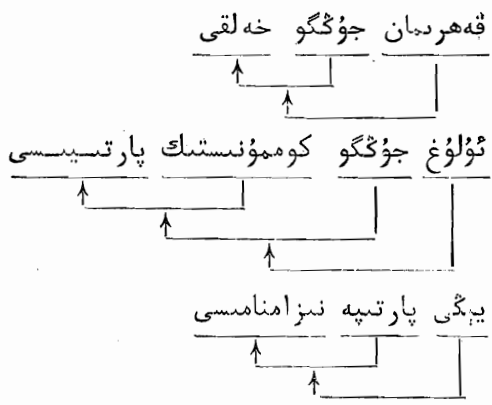 قەھرىمان جۇڭگو خەلقى
ئۇلۇغ جۇڭگو كوممۇنىستىك پارتىيىسى
يېڭى پارتىيە نىزامنامىسى